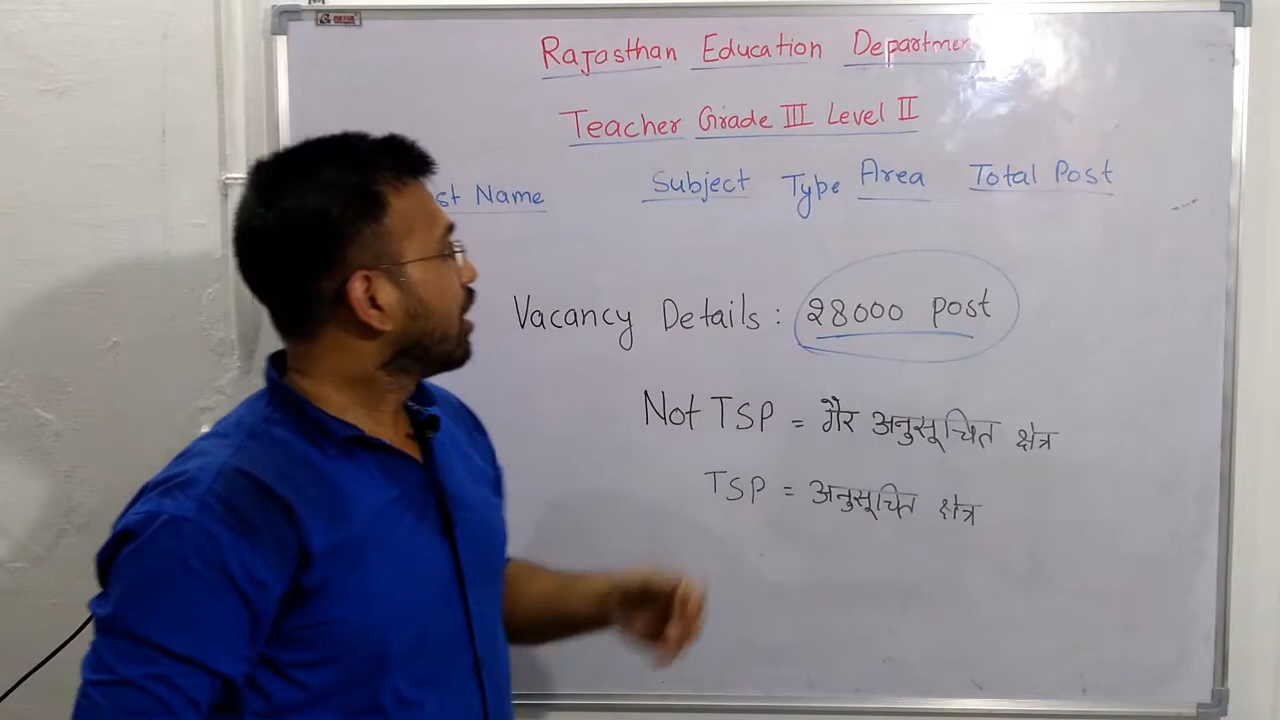 Rajasthan Education Departmen
Teacher Grade III Level II
st Name Subject Type Area Total Post
Vacancy Details : 28000 post
Not TSP = गैर अनुसूचित क्षेत्र
TSP = अनुसूचित क्षेत्र